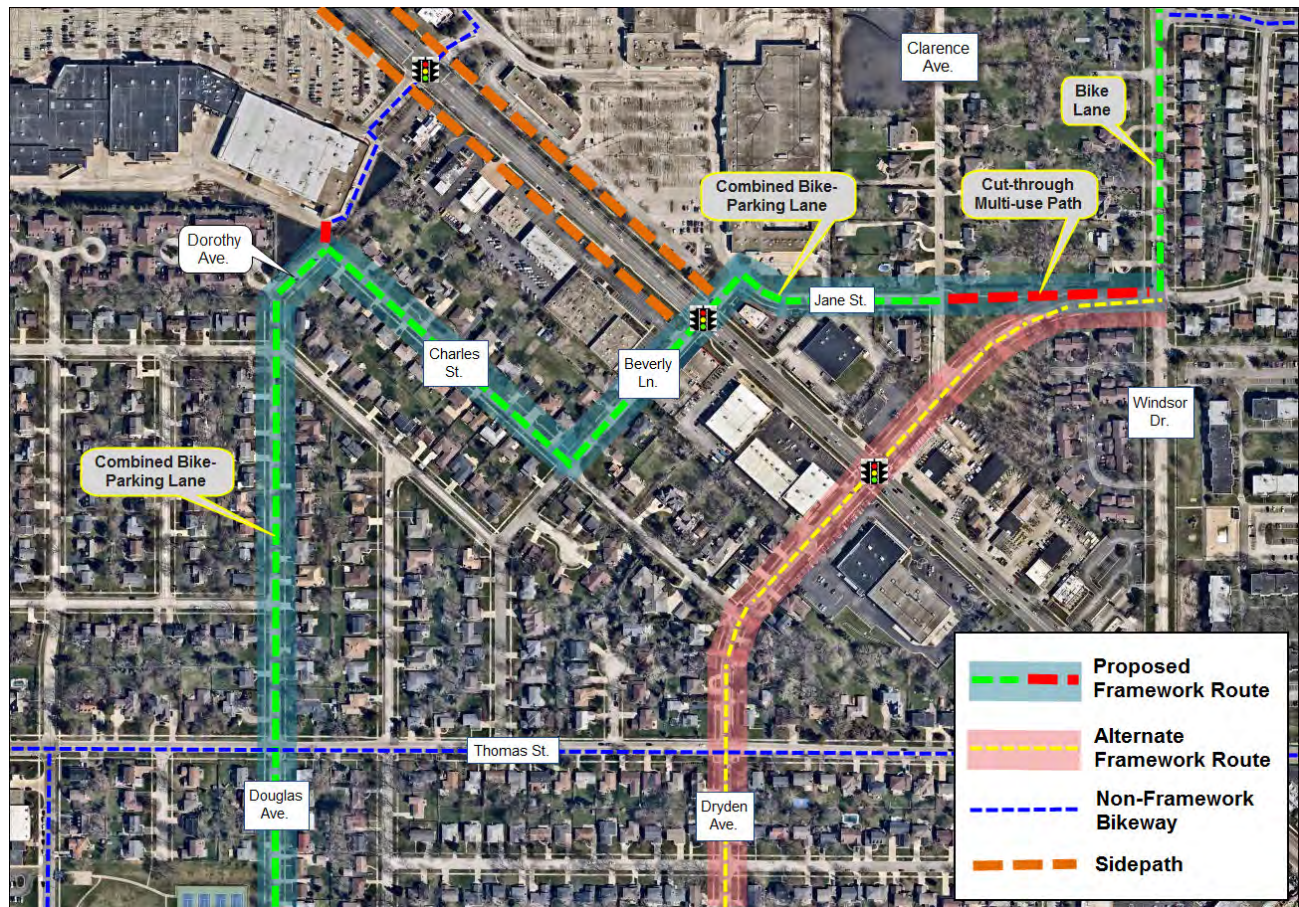 Clarence
Ave.
Bike
Lane
Combined Bike-
Parking Lane
Cut-through
Multi-use Path
Dorothy
Ave.
Jane St.
Charles
St.
Beverly
Ln.
Windsor
Dr.
Combined Bike-
Parking Lane
Thomas St.
Douglas
Ave.
Dryden
Ave.
Proposed
Framework Route
Alternate
Framework Route
Non-Framework
Bikeway
Sidepath